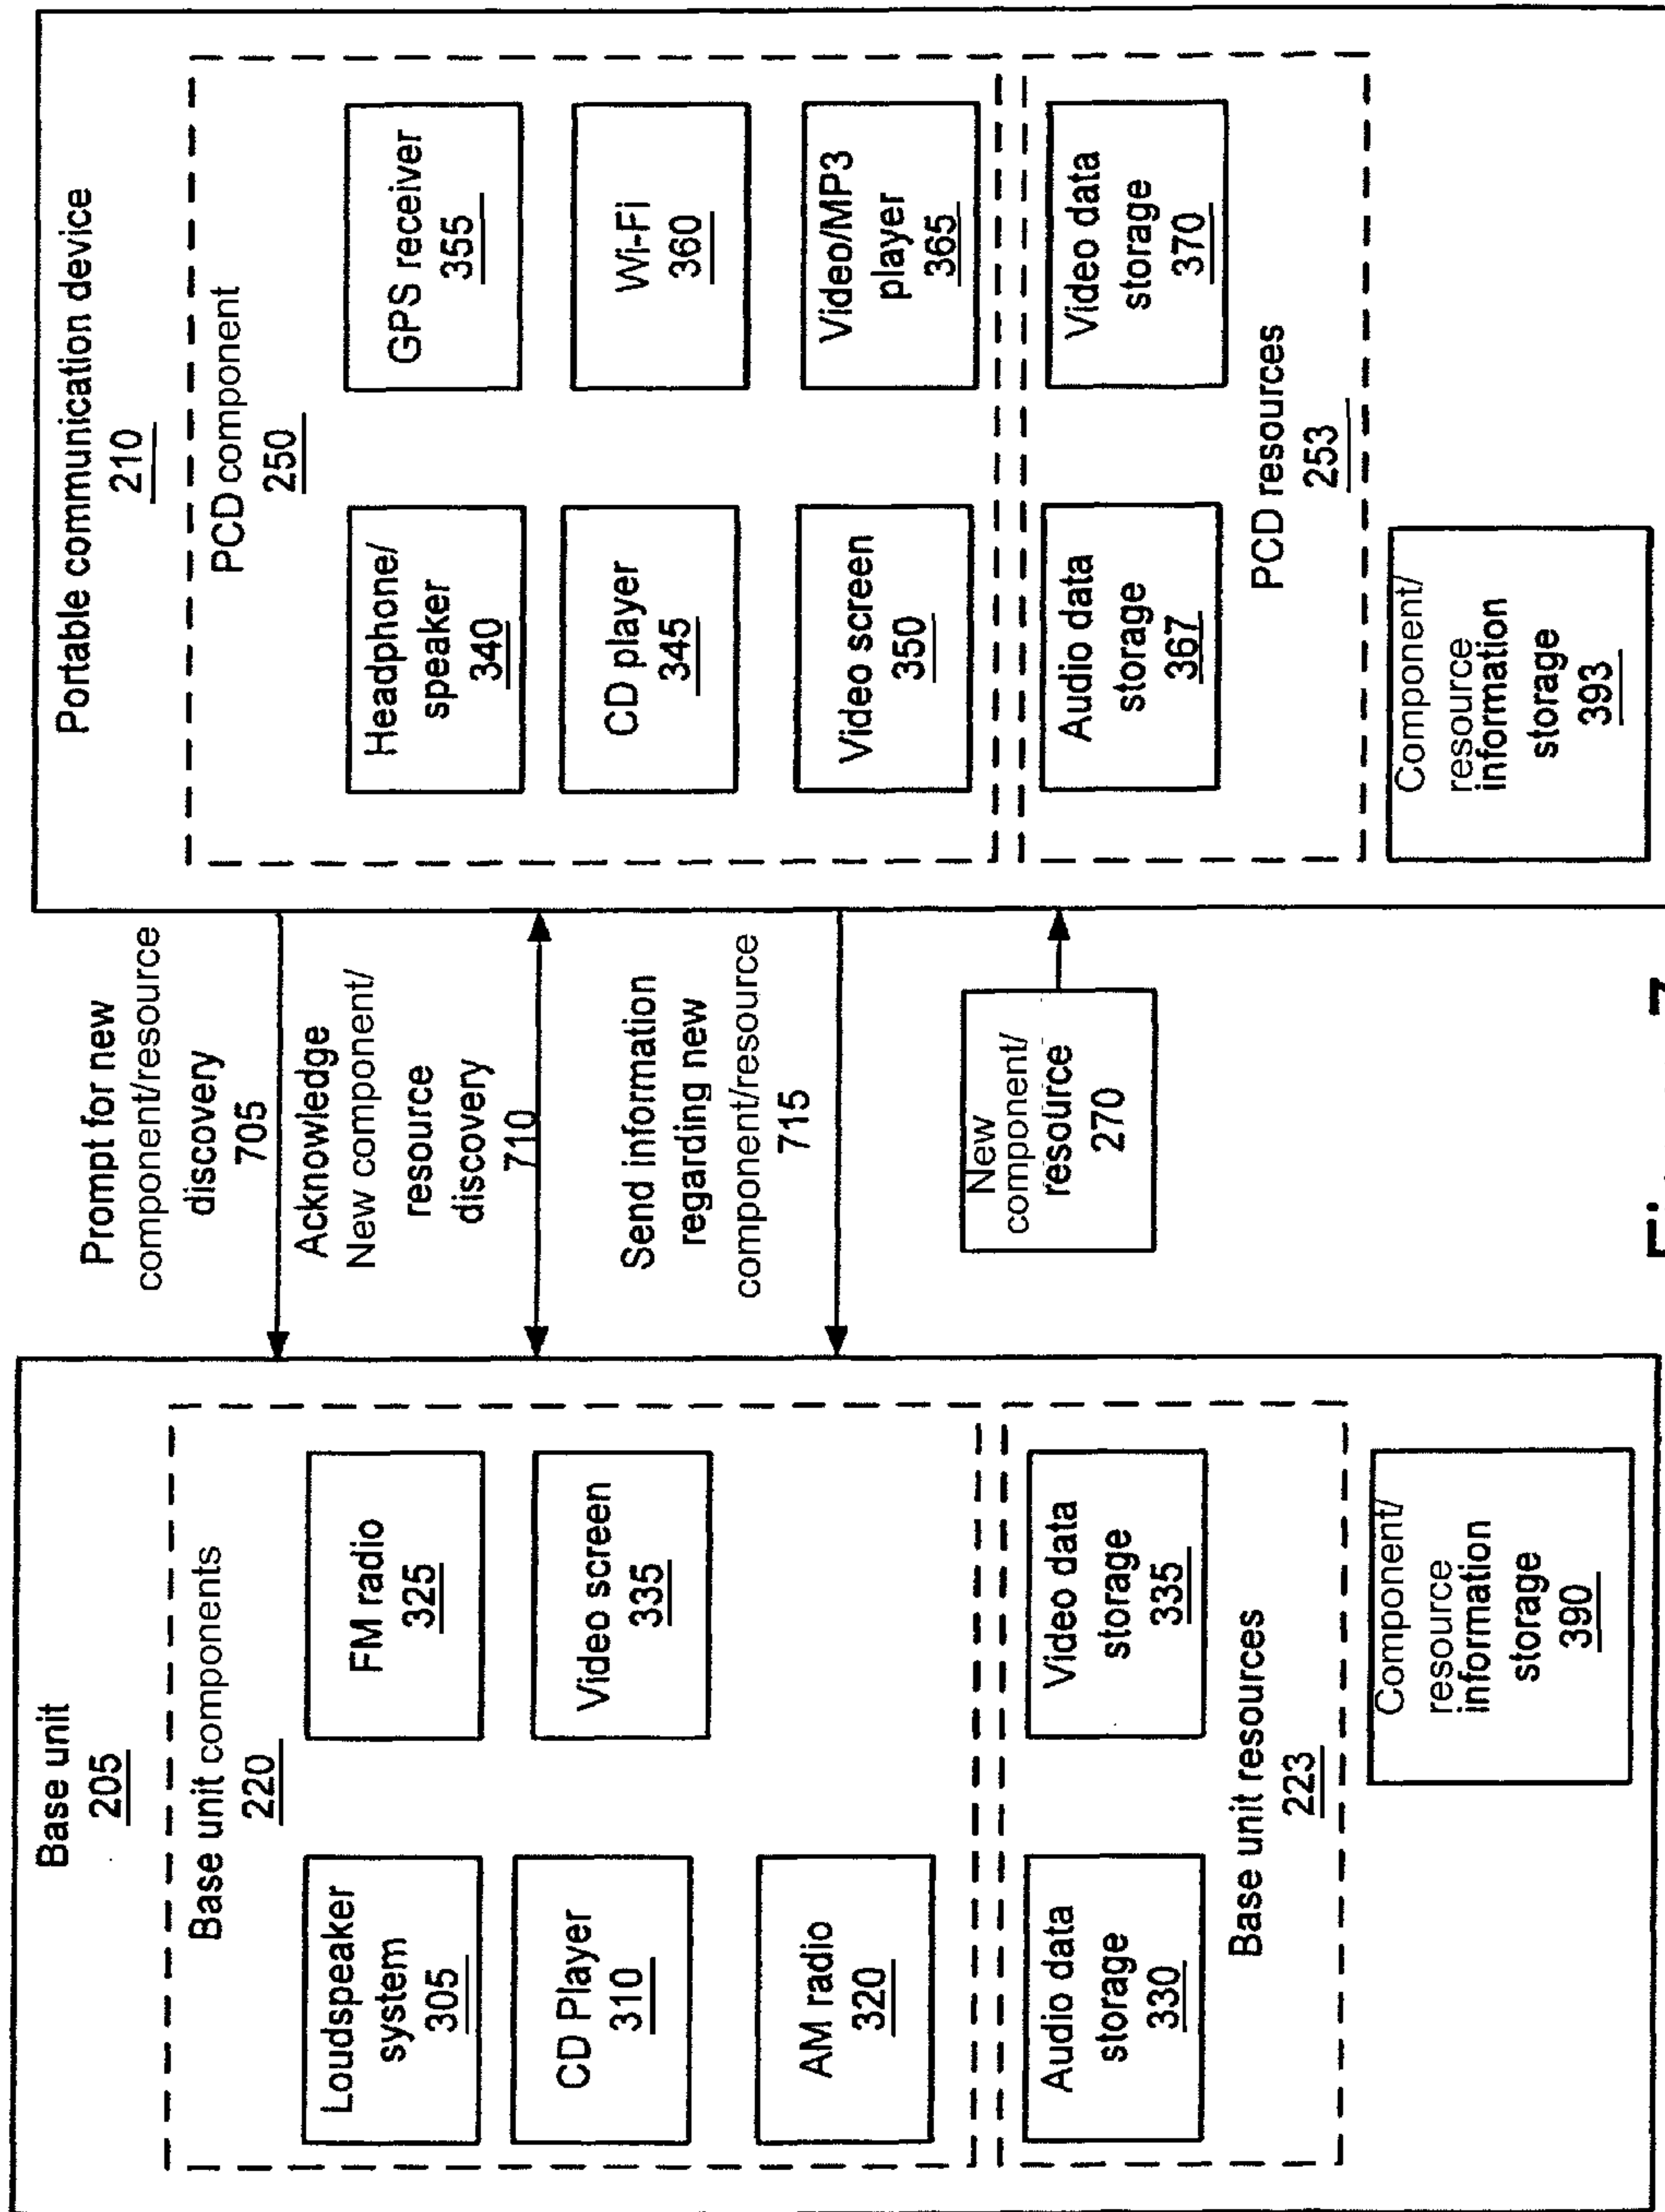 Base unit
205
Base unit components
220
Loudspeaker
system
305
FM radio
325
CD Player
310
Video screen
335
AM radio
320
Audio data
storage
330
Video data
storage
335
Base unit resources
223
Component/
resource
information
storage
390
Prompt for new
component/resource
discovery
705
Acknowledge
New component/
resource
discovery
710
Send information
regarding new
component/resource
715
New
component/
resource
270
Portable communication device
210
PCD component
250
Headphone/
speaker
340
GPS receiver
355
CD player
345
Wi-Fi
360
Video screen
350
Video/MP3
player
365
Audio data
storage
367
Video data
storage
370
PCD resources
253
Component/
resource
information
storage
393